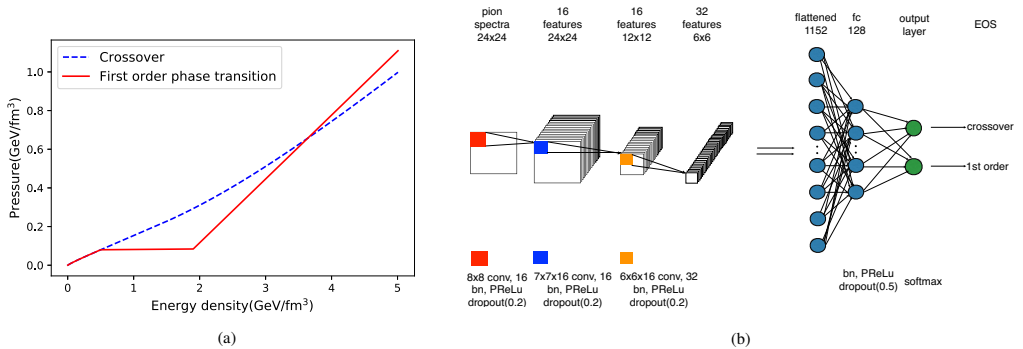 Crossover
First order phase transition
Pressure(GeV/fm³)
1.0
0.8
0.6
0.4
0.2
0.0
0 1 2 3 4 5
Energy density(GeV/fm³)
(a)
pion
spectra
24x24
16
features
24x24
16
features
12x12
32
features
6x6
flattened
1152
fc
128
output
layer
EOS
crossover
1st order
8x8 conv, 16
bn, PReLu
dropout(0.2)
7x7x16 conv, 16
bn, PReLu
dropout(0.2)
6x6x16 conv, 32
bn, PReLu
dropout(0.2)
bn, PReLu
dropout(0.5)
softmax
(b)